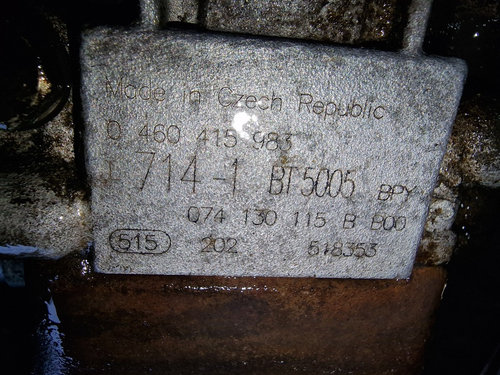 Made in Czech Republic
0 460 415 983
714-1 BT5005 BPY
074 130 115 B B00
515 202 518353